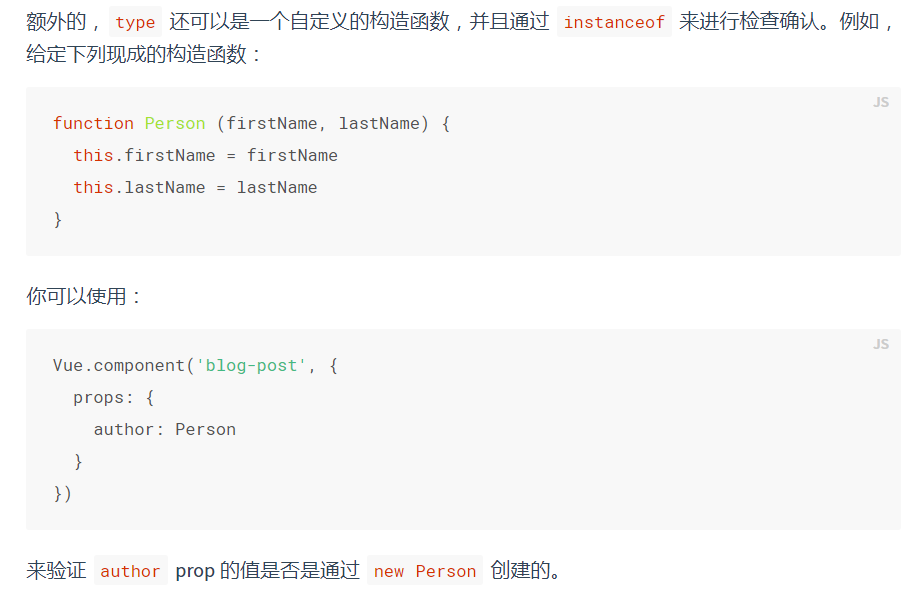 额外的，type 还可以是一个自定义的构造函数，并且通过 instanceof 来进行检查确认。例如，
给定下列现成的构造函数：
JS
function Person (firstName, lastName) {
  this.firstName = firstName
  this.lastName = lastName
}
你可以使用：
JS
Vue.component('blog-post', {
  props: {
    author: Person
  }
})
来验证 author prop 的值是否是通过 new Person 创建的。